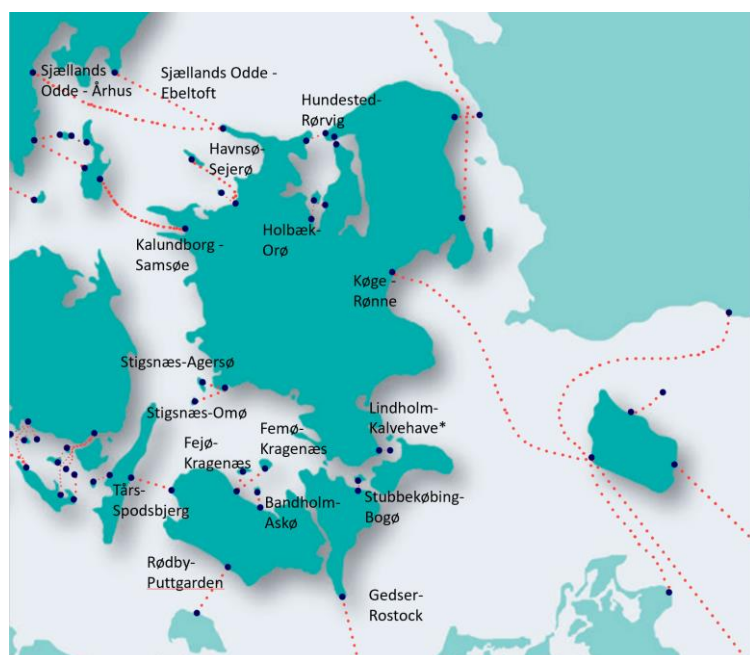 Sjællands
Odde - Århus
Sjællands Odde -
Ebeltoft
Hundested-
Rørvig
Havnsø-
Sejerø
Kalundborg -
Samsøe
Holbæk-
Orø
Køge -
Rønne
Stigsnæs-Agersø
Stigsnæs-Omø
Femø-
Kragenæs
Lindholm-
Kalvehave*
Fejø-
Kragenæs
Tårs-
Spodsbjerg
Bandholm-
Askø
Stubbekøbing-
Bogø
Rødby-
Puttgarden
Gedser-
Rostock